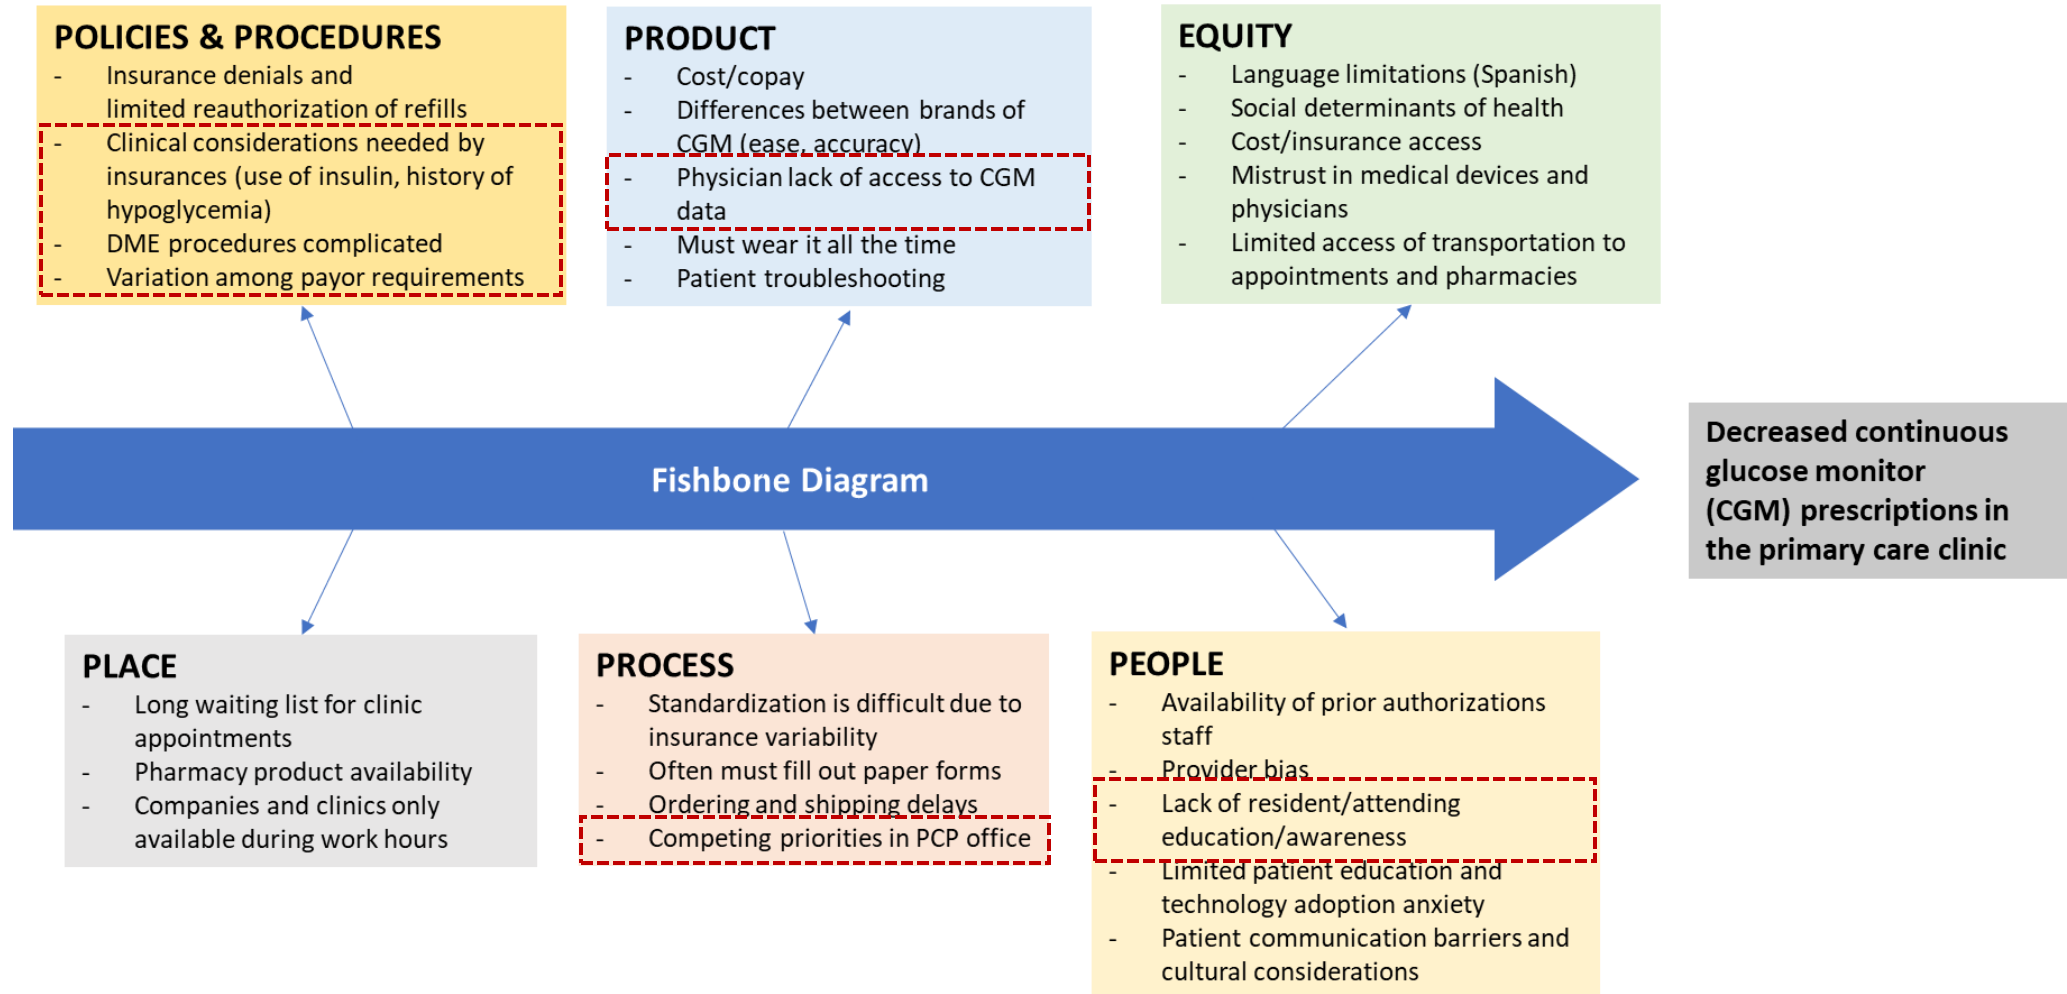 POLICIES & PROCEDURES
- Insurance denials and
limited reauthorization of refills
- Clinical considerations needed by
insurances (use of insulin, history of
hypoglycemia)
- DME procedures complicated
- Variation among payor requirements
PRODUCT
- Cost/copay
- Differences between brands of
CGM (ease, accuracy)
- Physician lack of access to CGM
data
- Must wear it all the time
- Patient troubleshooting
EQUITY
- Language limitations (Spanish)
- Social determinants of health
- Cost/insurance access
- Mistrust in medical devices and
physicians
- Limited access of transportation to
appointments and pharmacies
Fishbone Diagram
Decreased continuous
glucose monitor
(CGM) prescriptions in
the primary care clinic
PLACE
- Long waiting list for clinic
appointments
- Pharmacy product availability
- Companies and clinics only
available during work hours
PROCESS
- Standardization is difficult due to
insurance variability
- Often must fill out paper forms
- Ordering and shipping delays
- Competing priorities in PCP office
PEOPLE
- Availability of prior authorizations
staff
- Provider bias
- Lack of resident/attending
education/awareness
- Limited patient education and
technology adoption anxiety
- Patient communication barriers and
cultural considerations